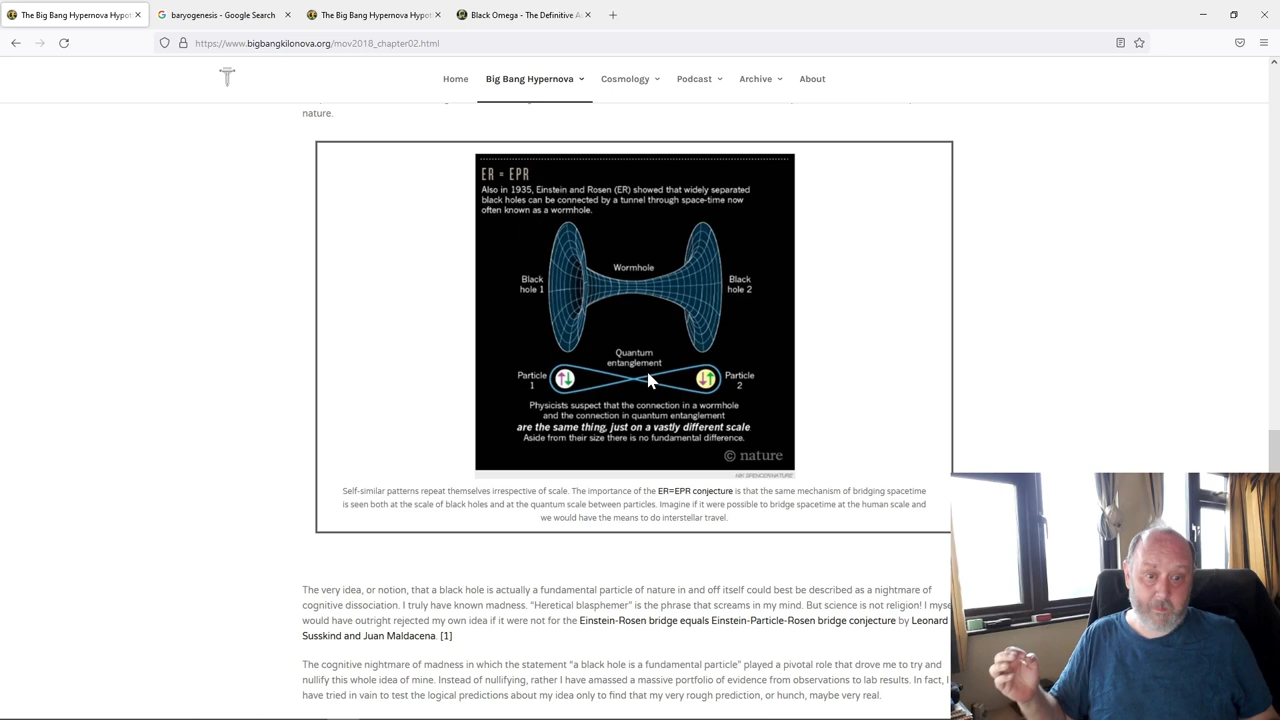 The Big Bang Hypernova Hypot
baryogenesis - Google Search
The Big Bang Hypernova Hypot
Black Omega - The Definitive A
https://www.bigbangkilonova.org/mov2018_chapter02.html
Home
Big Bang Hypernova
Cosmology
Podcast
Archive
About
nature.
ER = EPR
Also in 1935, Einstein and Rosen (ER) showed that widely separated
black holes can be connected by a tunnel through space-time now
often known as a wormhole.
Wormhole
Black
hole 1
Black
hole 2
Quantum
entanglement
Particle
1
Particle
2
Physicists suspect that the connection in a wormhole
and the connection in quantum entanglement
are the same thing, just on a vastly different scale.
Aside from their size there is no fundamental difference.
© nature
NIK SPENCER/NATURE
Self-similar patterns repeat themselves irrespective of scale. The importance of the ER=EPR conjecture is that the same mechanism of bridging spacetime
is seen both at the scale of black holes and at the quantum scale between particles. Imagine if it were possible to bridge spacetime at the human scale and
we would have the means to do interstellar travel.
The very idea, or notion, that a black hole is actually a fundamental particle of nature in and off itself could best be described as a nightmare of
cognitive dissociation. I truly have known madness. "Heretical blasphemer" is the phrase that screams in my mind. But science is not religion! I myse
would have outright rejected my own idea if it were not for the Einstein-Rosen bridge equals Einstein-Particle-Rosen bridge conjecture by Leonard
Susskind and Juan Maldacena. [1]
The cognitive nightmare of madness in which the statement "a black hole is a fundamental particle" played a pivotal role that drove me to try and
nullify this whole idea of mine. Instead of nullifying, rather I have amassed a massive portfolio of evidence from observations to lab results. In fact, I
have tried in vain to test the logical predictions about my idea only to find that my very rough prediction, or hunch, maybe very real.